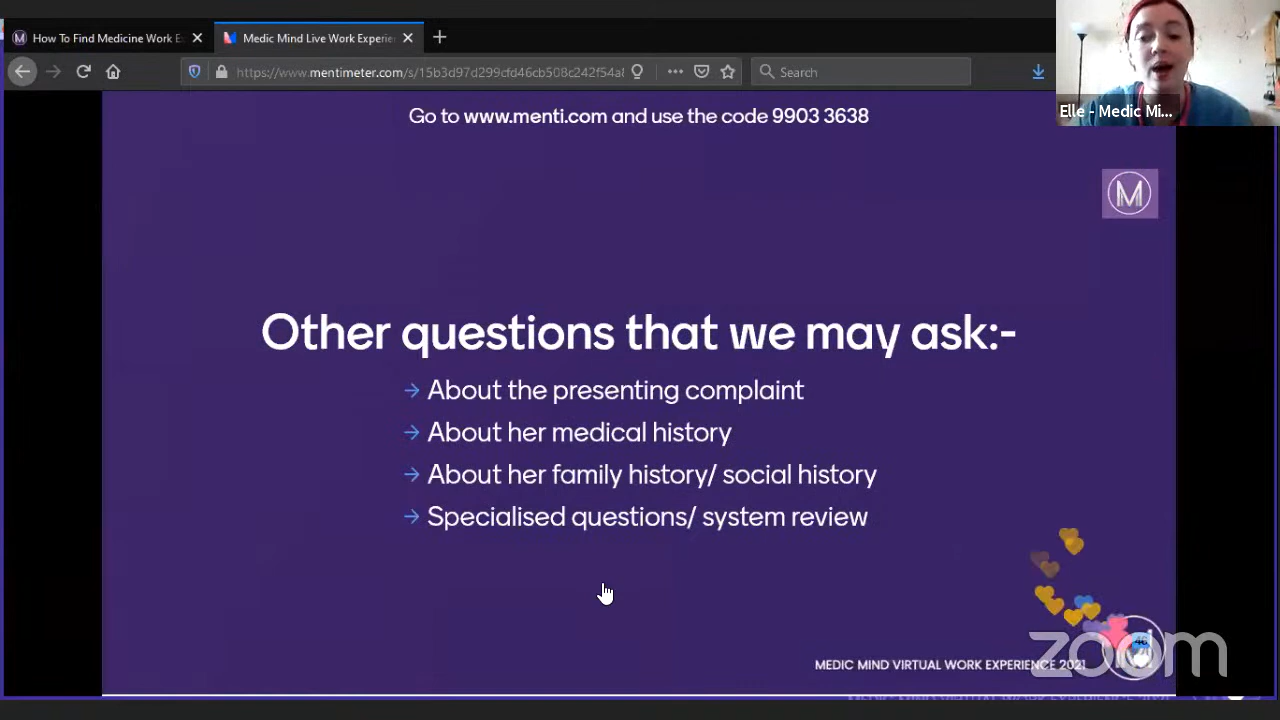 How To Find Medicine Work E
Medic Mind Live Work Experie
https://www.mentimeter.com/s/15b3d97d299cfd46cb508c242f54a8
Search
Elle - Medic Mi...
Go to www.menti.com and use the code 9903 3638
M
Other questions that we may ask:-
→ About the presenting complaint
→ About her medical history
→ About her family history/ social history
→ Specialised questions/ system review
46
zoom
MEDIC MIND VIRTUAL WORK EXPERIENCE 2021